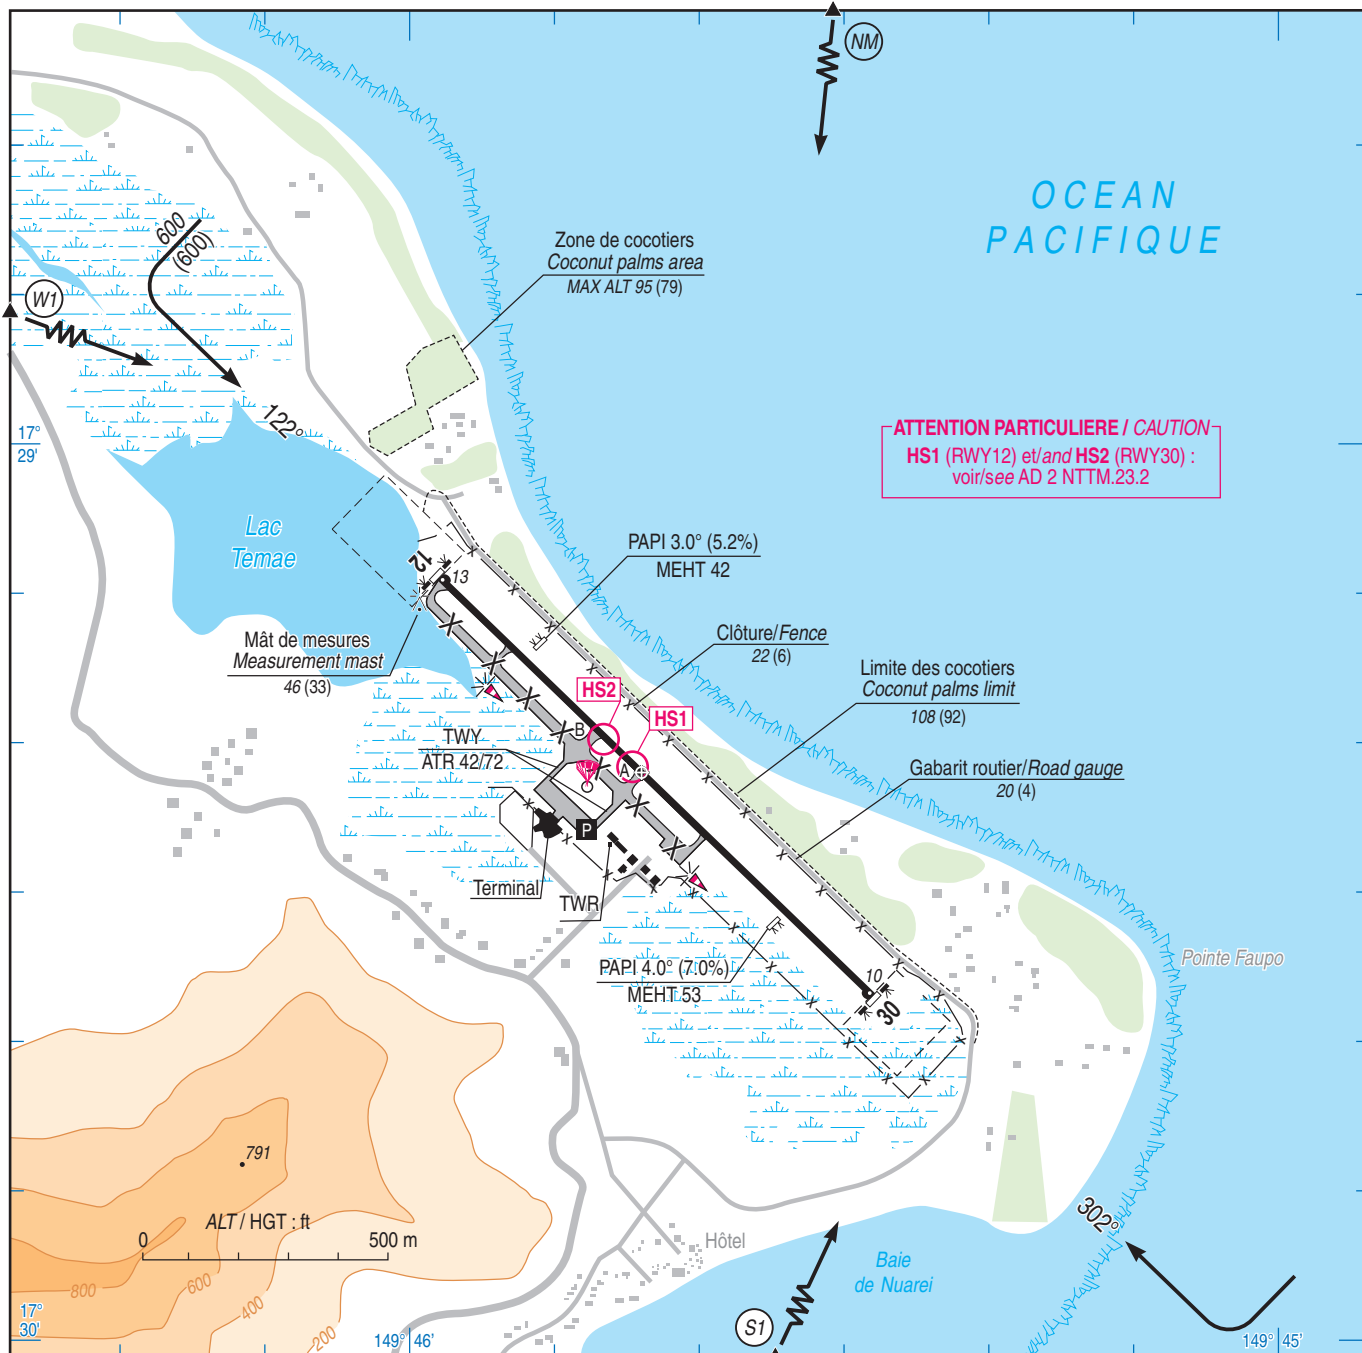 NM
OCEAN
PACIFIQUE
600
(600)
W1
Zone de cocotiers
Coconut palms area
MAX ALT 95 (79)
122°
17°
29'
ATTENTION PARTICULIERE / CAUTION
HS1 (RWY12) et/and HS2 (RWY30) :
voir/see AD 2 NTTM.23.2
Lac
Temae
12
13
PAPI 3.0° (5.2%)
MEHT 42
Mât de mesures
Measurement mast
46 (33)
Clôture/Fence
22 (6)
Limite des cocotiers
Coconut palms limit
108 (92)
HS2
HS1
B
A
TWY
ATR 42/72
Gabarit routier/Road gauge
20 (4)
P
Terminal
TWR
PAPI 4.0° (7.0%)
MEHT 53
10
30
Pointe Faupo
791
ALT / HGT : ft
0
500 m
302°
Hôtel
Baie
de Nuarei
800
600
400
200
S1
17°
30'
149° 46'
149° 45'